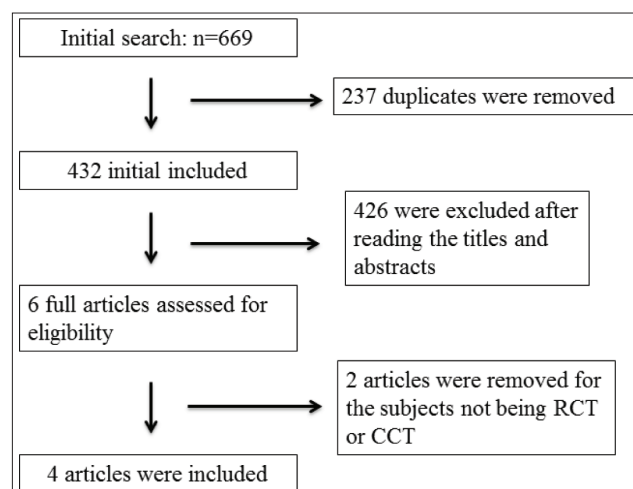 Initial search: n=669
237 duplicates were removed
432 initial included
426 were excluded after
reading the titles and
abstracts
6 full articles assessed for
eligibility
2 articles were removed for
the subjects not being RCT
or CCT
4 articles were included